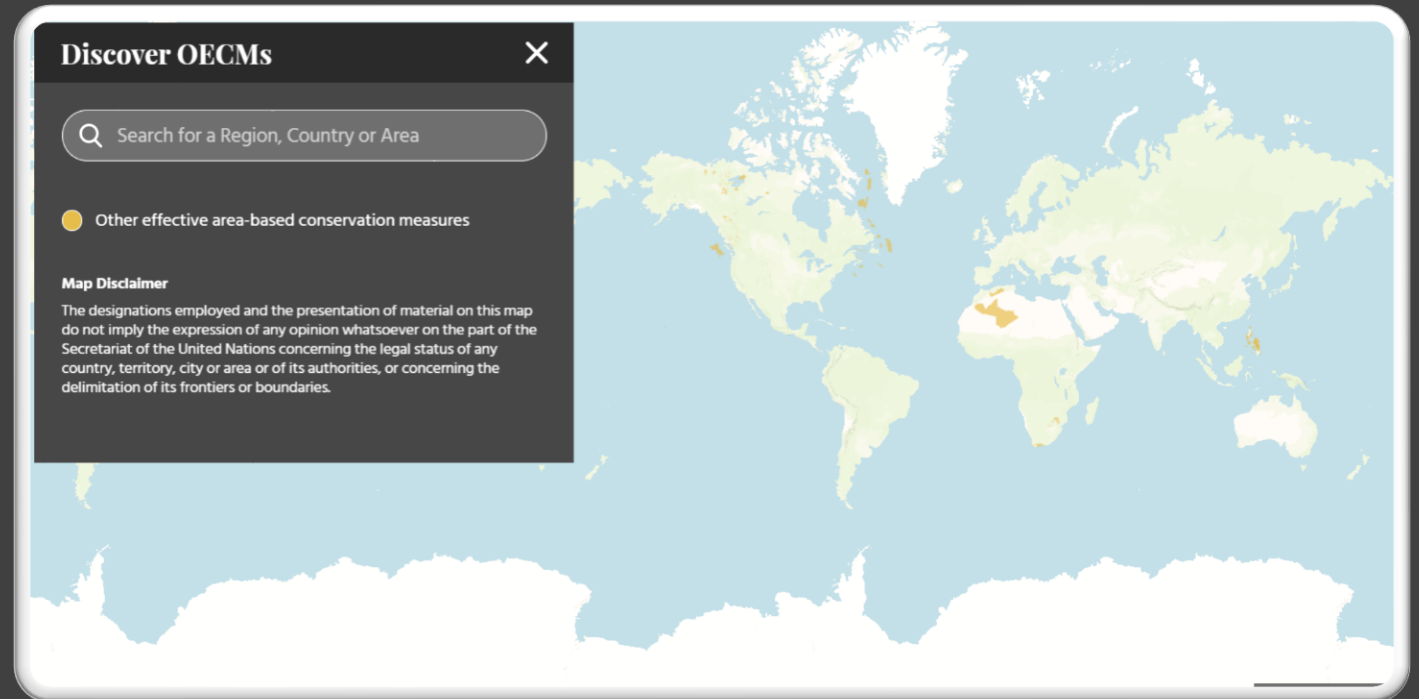 Discover OECMs
Search for a Region, Country or Area
Other effective area-based conservation measures
Map Disclaimer
The designations employed and the presentation of material on this map
do not imply the expression of any opinion whatsoever on the part of the
Secretariat of the United Nations concerning the legal status of any
country, territory, city or area or of its authorities, or concerning the
delimitation of its frontiers or boundaries.